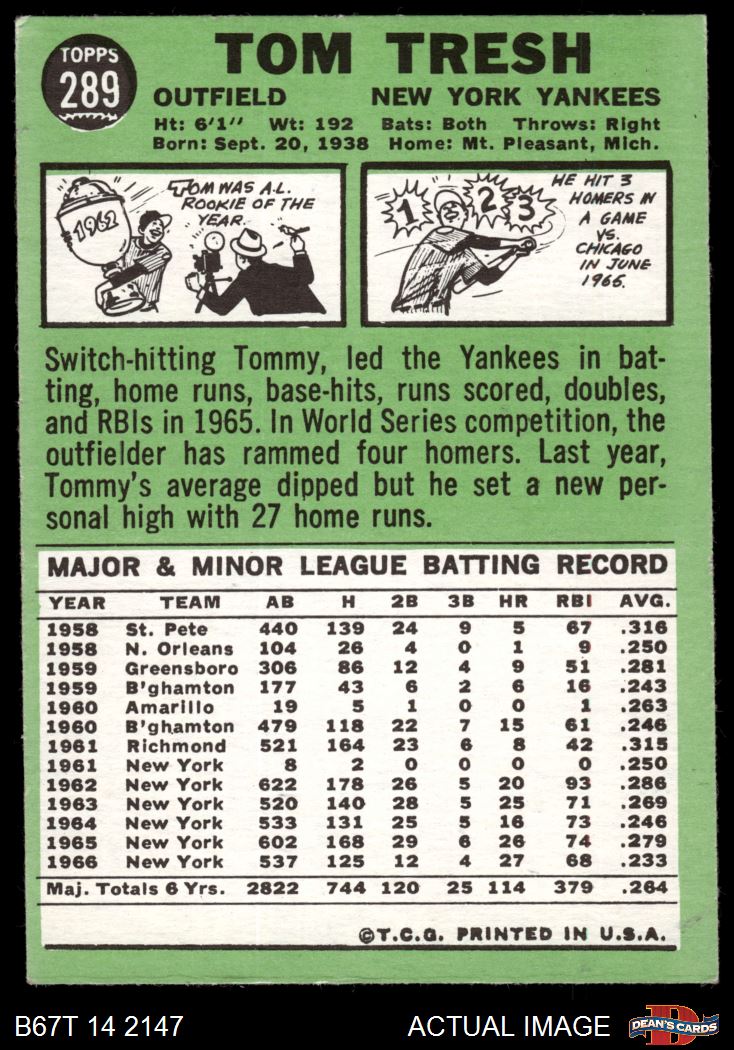 TOPPS
289
TOM TRESH
OUTFIELD NEW YORK YANKEES
Ht: 6'1" Wt: 192 Bats: Both Throws: Right
Born: Sept. 20, 1938 Home: Mt. Pleasant, Mich.
1962
TOM WAS A.L.
ROOKIE OF THE
YEAR.
1 2 3
HE HIT 3
HOMERS IN
A GAME
VS.
CHICAGO
IN JUNE
1965.
Switch-hitting Tommy, led the Yankees in bat-
ting, home runs, base-hits, runs scored, doubles,
and RBIs in 1965. In World Series competition, the
outfielder has rammed four homers. Last year,
Tommy's average dipped but he set a new per-
sonal high with 27 home runs.
MAJOR & MINOR LEAGUE BATTING RECORD
YEAR TEAM AB H 2B 3B HR RBI AVG.
1958 St. Pete 440 139 24 9 5 67 .316
1958 N. Orleans 104 26 4 0 1 9 .250
1959 Greensboro 306 86 12 4 9 51 .281
1959 B'ghamton 177 43 6 2 6 16 .243
1960 Amarillo 19 5 1 0 0 1 .263
1960 B'ghamton 479 118 22 7 15 61 .246
1961 Richmond 521 164 23 6 8 42 .315
1961 New York 8 2 0 0 0 0 .250
1962 New York 622 178 26 5 20 93 .286
1963 New York 520 140 28 5 25 71 .269
1964 New York 533 131 25 5 16 73 .246
1965 New York 602 168 29 6 26 74 .279
1966 New York 537 125 12 4 27 68 .233
Maj. Totals 6 Yrs. 2822 744 120 25 114 379 .264
©T.C.G. PRINTED IN U.S.A.
B67T 14 2147 ACTUAL IMAGE DEAN'S CARDS